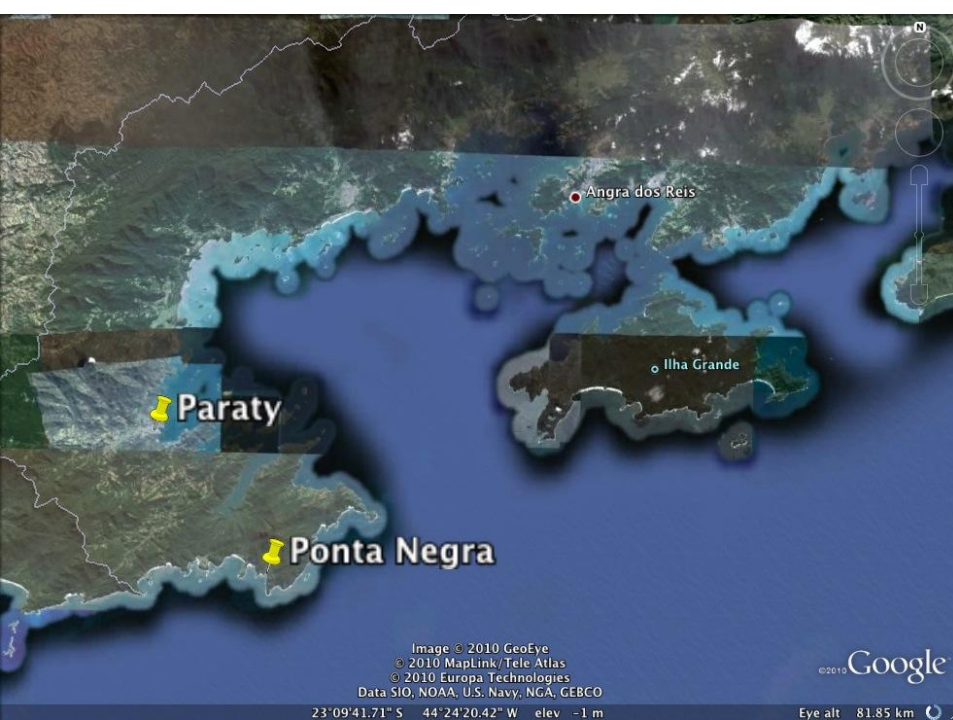 N
Angra dos Reis
Ilha Grande
Paraty
Ponta Negra
Image © 2010 GeoEye
© 2010 MapLink/Tele Atlas
© 2010 Europa Technologies
Data SIO, NOAA, U.S. Navy, NGA, GEBCO
©2010 Google
23°09'41.71" S 44°24'20.42" W elev -1 m Eye alt 81.85 km